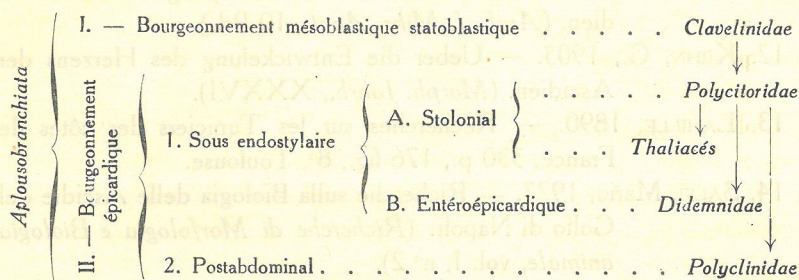 Aplousobranchiata
I. — Bourgeonnement mésoblastique statoblastique . . . . . Clavelinidae
II. — Bourgeonnement épicardique
1. Sous endostylaire
A. Stolonial
. . . . . Polycitoridae
. . . . Thaliacés
B. Entéroépicardique . . . Didemnidae
2. Postabdominal . . . . . . . . . . . . . . Polyclinidae